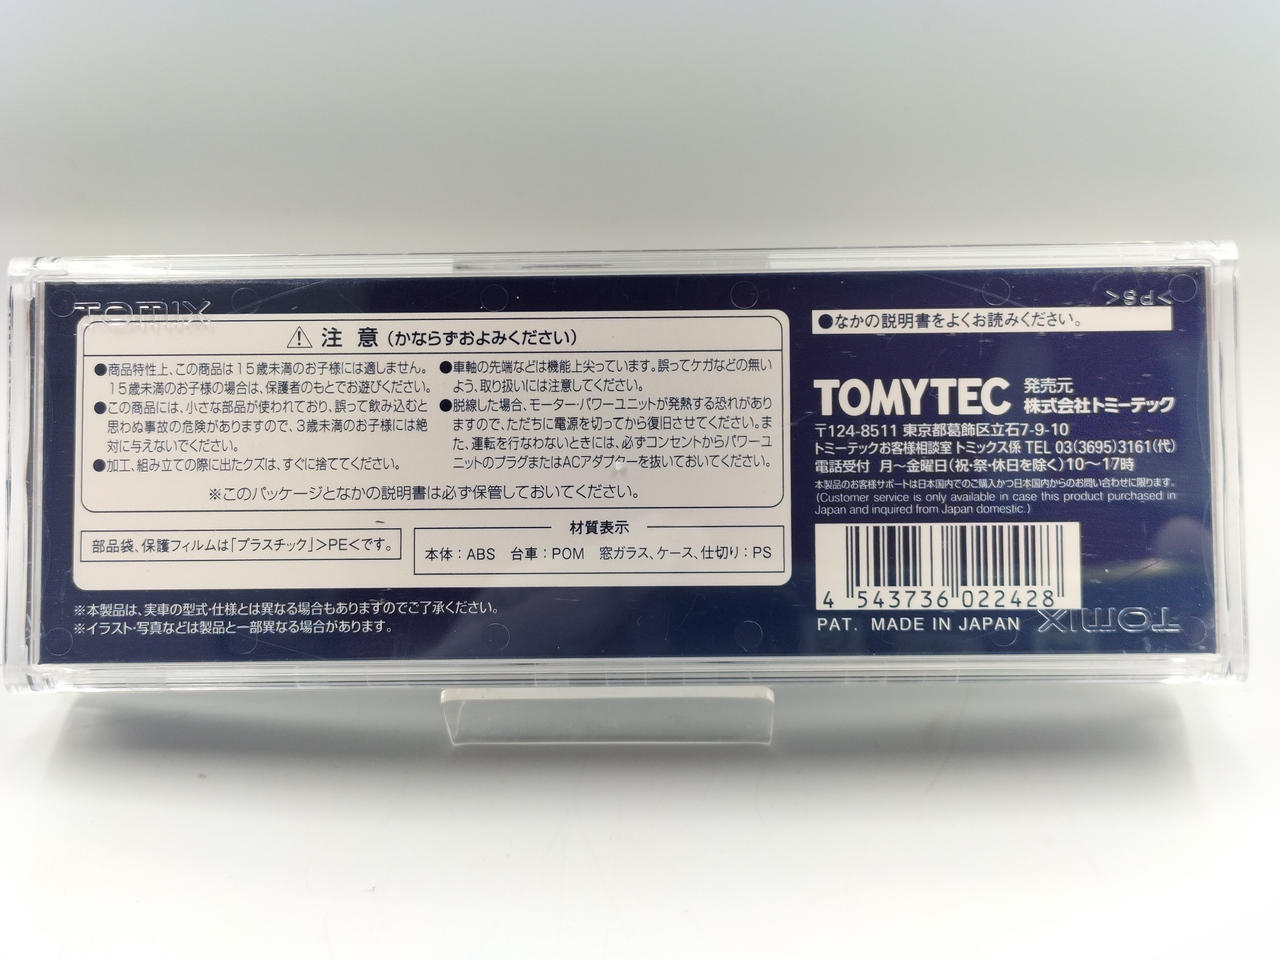 TOMIX
⚠ 注 意 (かならずおよみください)
●商品特性上、この商品は15歳未満のお子様には適しません。
15歳未満のお子様の場合は、保護者のもとでお遊びください。
●この商品には、小さな部品が使われており、誤って飲み込むと
思わぬ事故の危険がありますので、3歳未満のお子様には絶
対に与えないでください。
●加工、組み立ての際に出たクズは、すぐに捨ててください。
●車軸の先端などは機能上尖っています。誤ってケガなどの無い
よう、取り扱いには注意してください。
●脱線した場合、モーター・パワーユニットが発熱する恐れがあり
ますので、ただちに電源を切ってから復旧させてください。ま
た、運転を行なわないときには、必ずコンセントからパワーユ
ニットのプラグまたはACアダプターを抜いておいてください。
※このパッケージとなかの説明書は必ず保管しておいてください。
部品袋、保護フィルムは「プラスチック」>PE<です。
材質表示
本体：ABS 台車：POM 窓ガラス、ケース、仕切り：PS
※本製品は、実車の型式・仕様とは異なる場合もありますのでご了承ください。
※イラスト・写真などは製品と一部異なる場合があります。
>PS<
●なかの説明書をよくお読みください。
TOMYTEC 発売元
株式会社トミーテック
〒124-8511 東京都葛飾区立石7-9-10
トミーテックお客様相談室 トミックス係 TEL 03(3695)3161(代)
電話受付 月〜金曜日(祝・祭・休日を除く)10〜17時
本製品のお客様サポートは日本国内でのご購入かつ日本国内からのお問い合わせに限ります。
(Customer service is only available in case this product purchased in
Japan and inquired from Japan domestic.)
4 543736 022428
PAT. MADE IN JAPAN
TOMIX